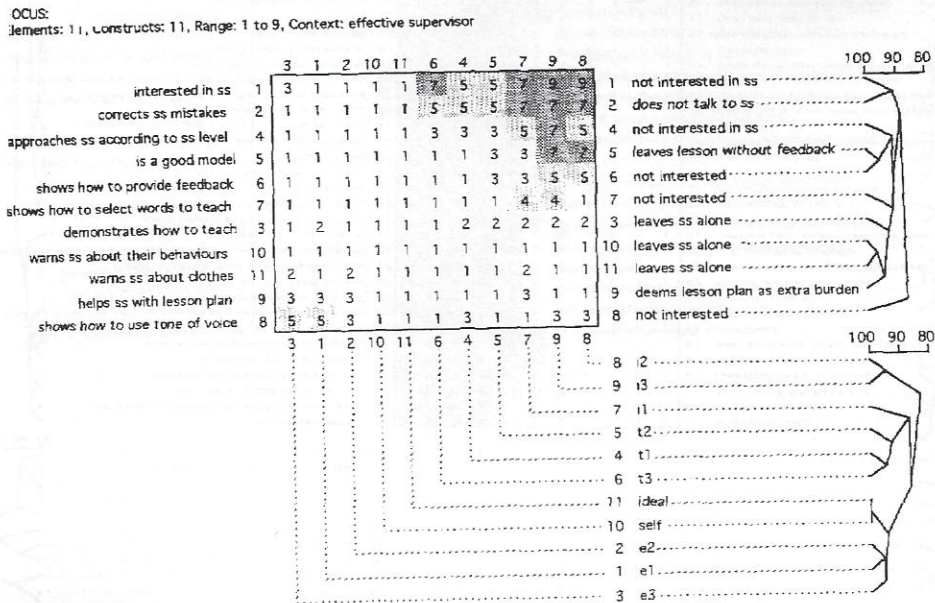 OCUS:
lements: 11, Constructs: 11, Range: 1 to 9, Context: effective supervisor
3 1 2 10 11 6 4 5 7 9 8
100 90 80
interested in ss 1 3 1 1 1 1 7 5 5 7 9 9 1 not interested in ss
corrects ss mistakes 2 1 1 1 1 1 5 5 5 7 7 7 2 does not talk to ss
approaches ss according to ss level 4 1 1 1 1 1 3 3 3 5 7 5 4 not interested in ss
is a good model 5 1 1 1 1 1 1 1 3 3 7 7 5 leaves lesson without feedback
shows how to provide feedback 6 1 1 1 1 1 1 1 3 3 5 5 6 not interested
shows how to select words to teach 7 1 1 1 1 1 1 1 1 4 4 1 7 not interested
demonstrates how to teach 3 1 2 1 1 1 1 2 2 2 2 2 3 leaves ss alone
warns ss about their behaviours 10 1 1 1 1 1 1 1 1 1 1 1 10 leaves ss alone
warns ss about clothes 11 2 1 2 1 1 1 1 1 2 1 1 11 leaves ss alone
helps ss with lesson plan 9 3 3 3 1 1 1 1 1 3 1 1 9 deems lesson plan as extra burden
shows how to use tone of voice 8 5 5 3 1 1 1 3 1 1 3 3 8 not interested
3 1 2 10 11 6 4 5 7 9 8
100 90 80
8 i2
9 i3
7 i1
5 t2
4 t1
6 t3
11 ideal
10 self
2 e2
1 e1
3 e3